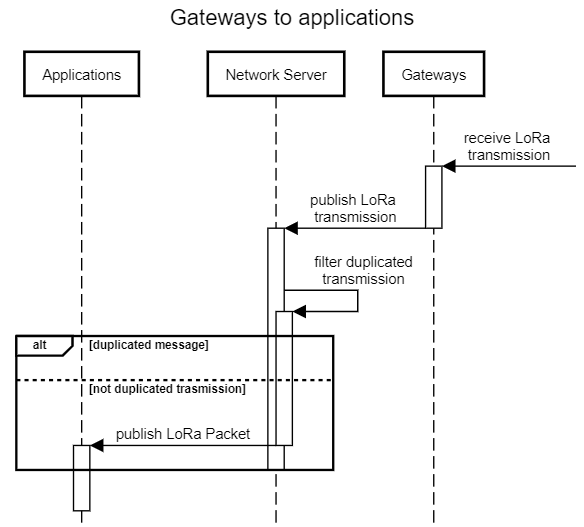 Gateways to applications
Applications
Network Server
Gateways
receive LoRa
transmission
publish LoRa
transmission
filter duplicated
transmission
alt
[duplicated message]
[not duplicated trasmission]
publish LoRa Packet